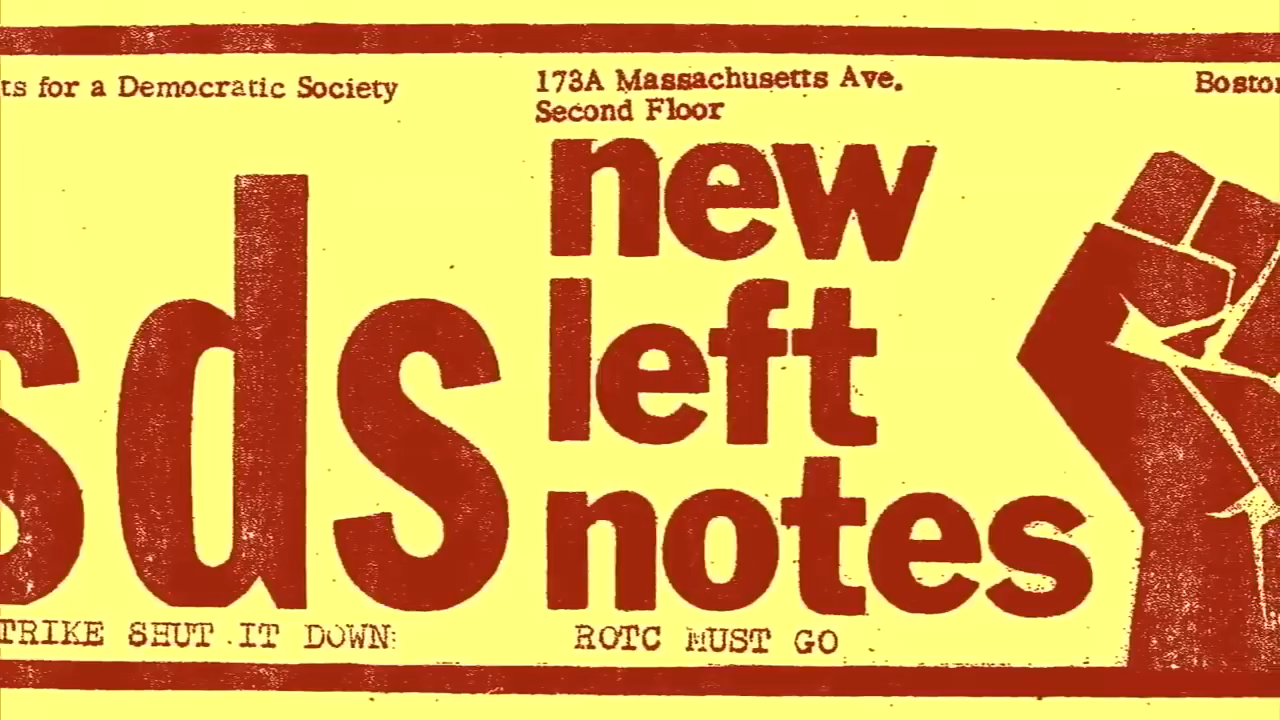 ts for a Democratic Society
173A Massachusetts Ave.
Second Floor
Boston
sds
new
left
notes
TRIKE SHUT IT DOWN
ROTC MUST GO